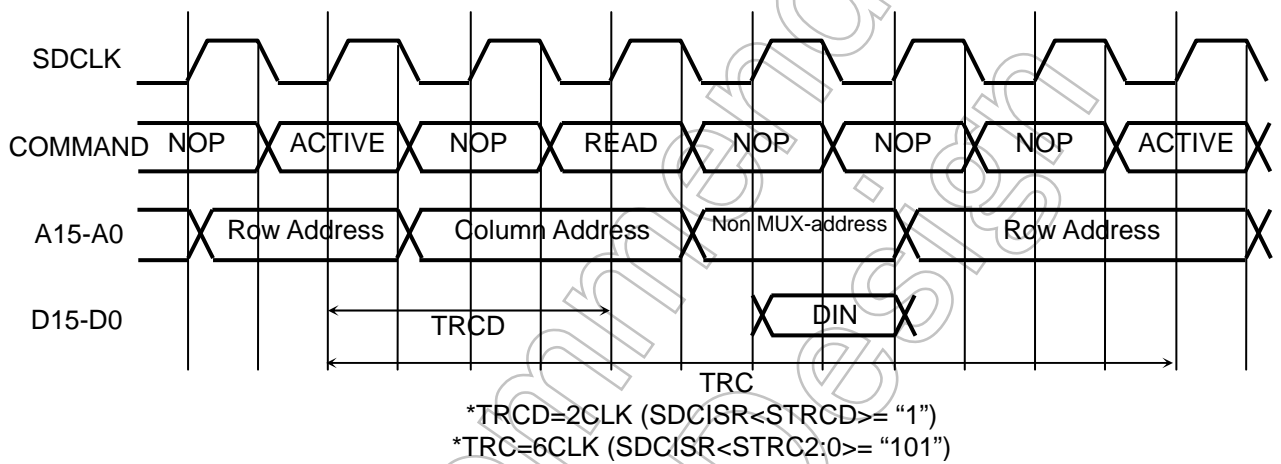 SDCLK
COMMAND NOP ACTIVE NOP READ NOP NOP NOP ACTIVE
A15-A0 Row Address Column Address Non MUX-address Row Address
D15-D0 DIN
TRCD
TRC
*TRCD=2CLK (SDCISR<STRCD>= “1”)
*TRC=6CLK (SDCISR<STRC2:0>= “101”)